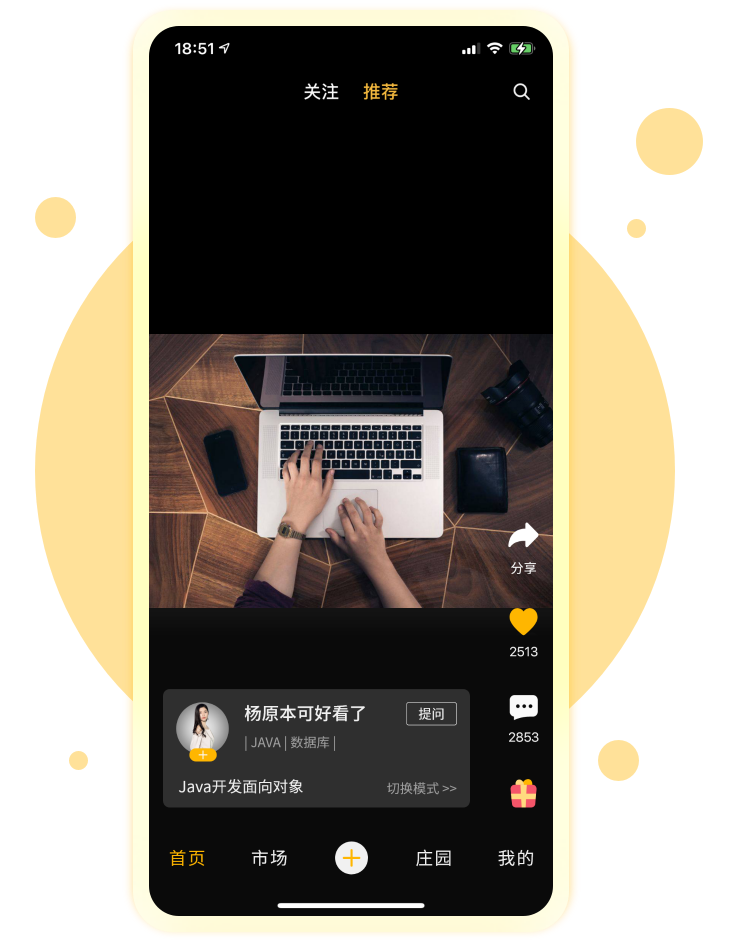 18:51
关注 推荐
分享
2513
杨原本可好看了 提问
| JAVA | 数据库 |
2853
Java开发面向对象 切换模式 >>
首页 市场 庄园 我的